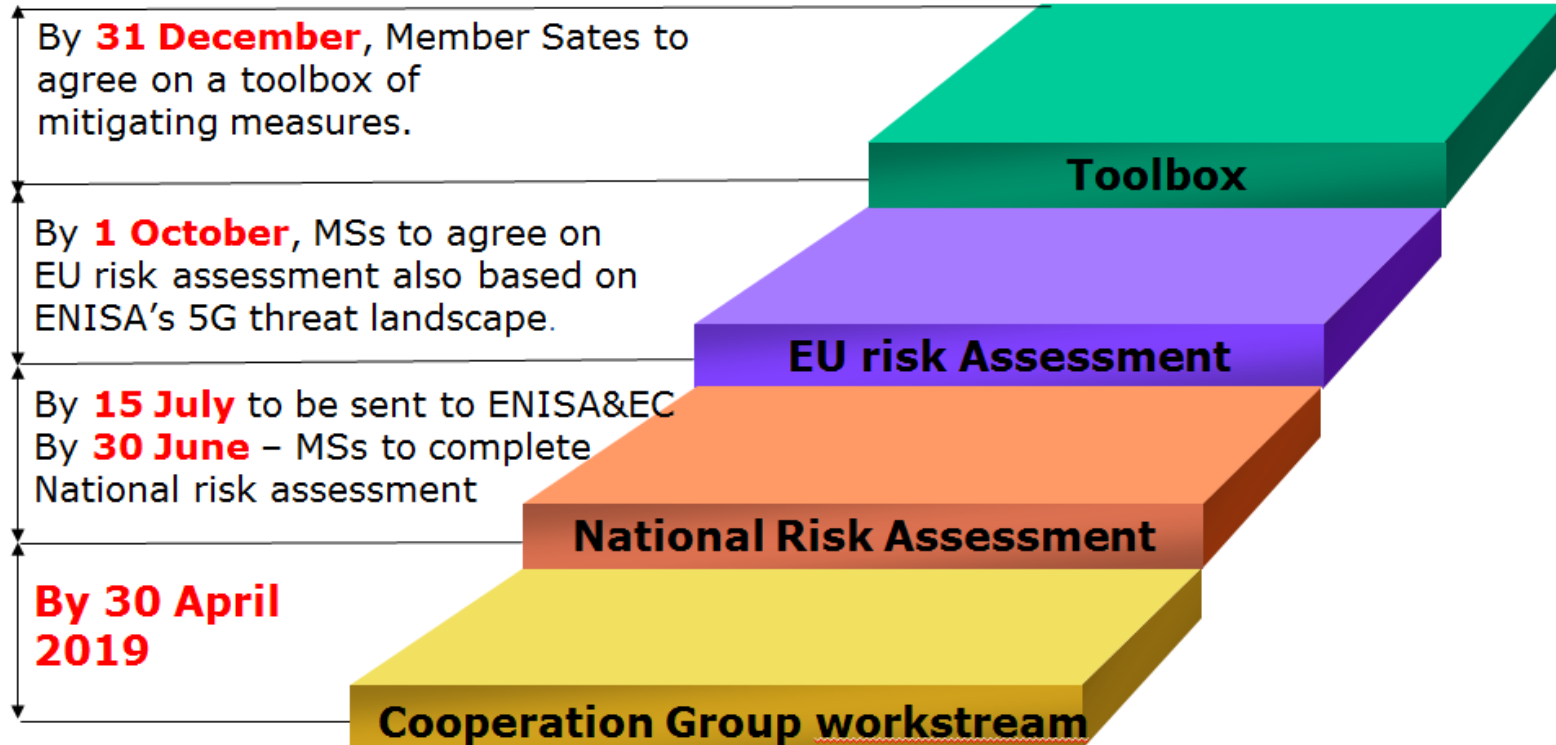 By 31 December, Member Sates to
agree on a toolbox of
mitigating measures.
Toolbox
By 1 October, MSs to agree on
EU risk assessment also based on
ENISA’s 5G threat landscape.
EU risk Assessment
By 15 July to be sent to ENISA&EC
By 30 June – MSs to complete
National risk assessment
National Risk Assessment
By 30 April
2019
Cooperation Group workstream